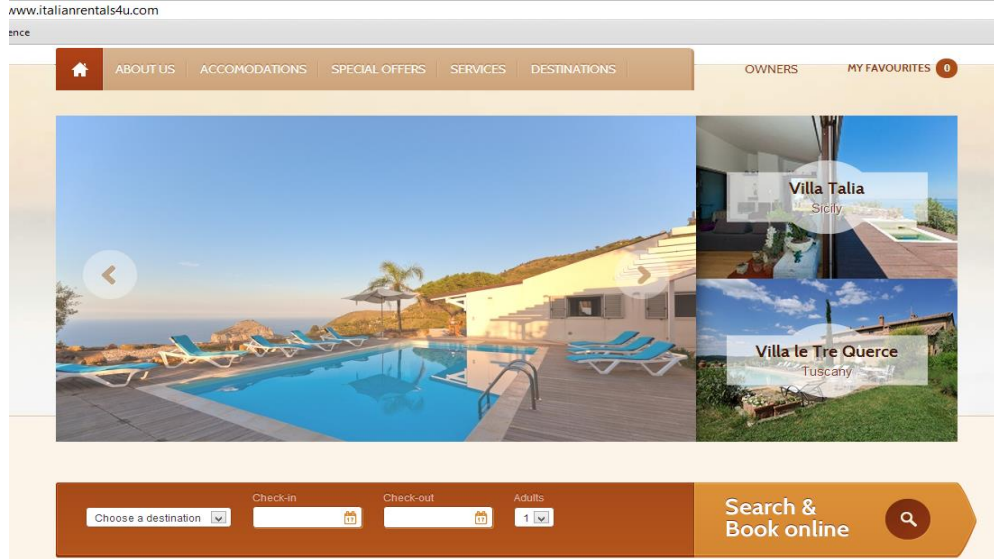 www.italianrentals4u.com
ence
ABOUT US ACCOMODATIONS SPECIAL OFFERS SERVICES DESTINATIONS OWNERS MY FAVOURITES 0
Villa Talia
Sicily
Villa le Tre Querce
Tuscany
Check-in Check-out Adults
Choose a destination 1
Search &
Book online